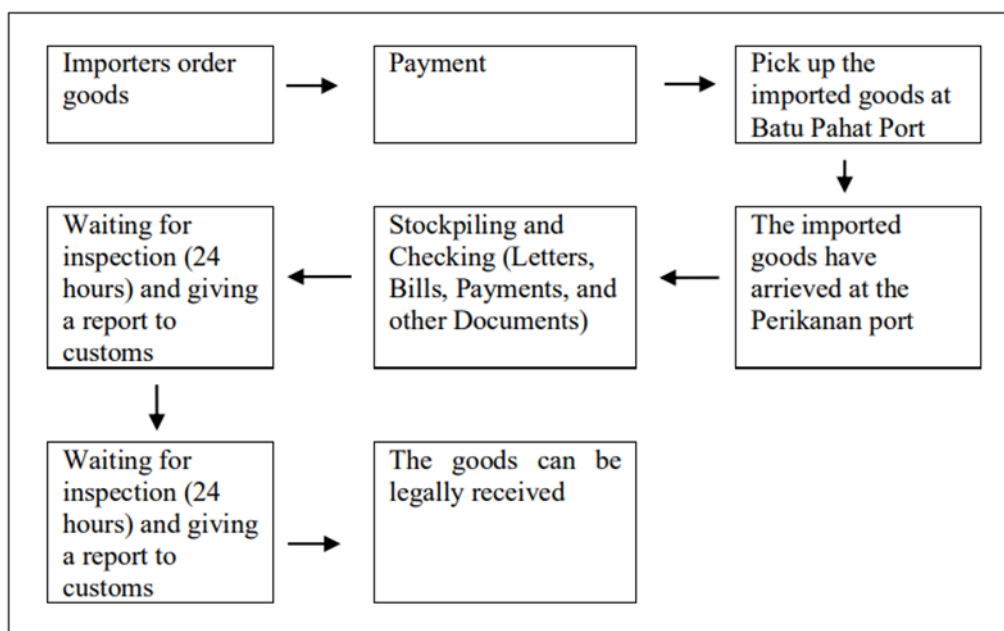 Importers order
goods
Payment
Pick up the
imported goods at
Batu Pahat Port
The imported
goods have
arrieved at the
Perikanan port
Stockpiling and
Checking (Letters,
Bills, Payments, and
other Documents)
Waiting for
inspection (24
hours) and giving
a report to
customs
Waiting for
inspection (24
hours) and giving
a report to
customs
The goods can be
legally received